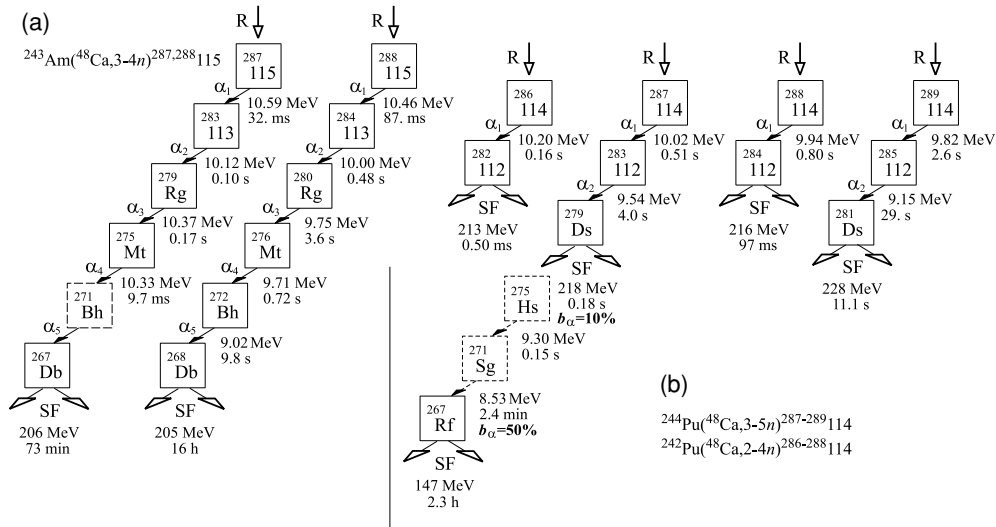 (a)
²⁴³Am(⁴⁸Ca,3-4n)²⁸⁷,²⁸⁸115
R
287
115
α₁
10.59 MeV
32. ms
283
113
α₂
10.12 MeV
0.10 s
279
Rg
α₃
10.37 MeV
0.17 s
275
Mt
α₄
10.33 MeV
9.7 ms
271
Bh
α₅
267
Db
SF
206 MeV
73 min
R
288
115
α₁
10.46 MeV
87. ms
284
113
α₂
10.00 MeV
0.48 s
280
Rg
α₃
9.75 MeV
3.6 s
276
Mt
α₄
9.71 MeV
0.72 s
272
Bh
α₅
9.02 MeV
9.8 s
268
Db
SF
205 MeV
16 h
R
286
114
α₁
10.20 MeV
0.16 s
282
112
SF
213 MeV
0.50 ms
R
287
114
α₁
10.02 MeV
0.51 s
283
112
α₂
9.54 MeV
4.0 s
279
Ds
SF
218 MeV
0.18 s
bα=10%
275
Hs
9.30 MeV
0.15 s
271
Sg
8.53 MeV
2.4 min
bα=50%
267
Rf
SF
147 MeV
2.3 h
R
288
114
α₁
9.94 MeV
0.80 s
284
112
SF
216 MeV
97 ms
R
289
114
α₁
9.82 MeV
2.6 s
285
112
α₂
9.15 MeV
29. s
281
Ds
SF
228 MeV
11.1 s
(b)
²⁴⁴Pu(⁴⁸Ca,3-5n)²⁸⁷⁻²⁸⁹114
²⁴²Pu(⁴⁸Ca,2-4n)²⁸⁶⁻²⁸⁸114